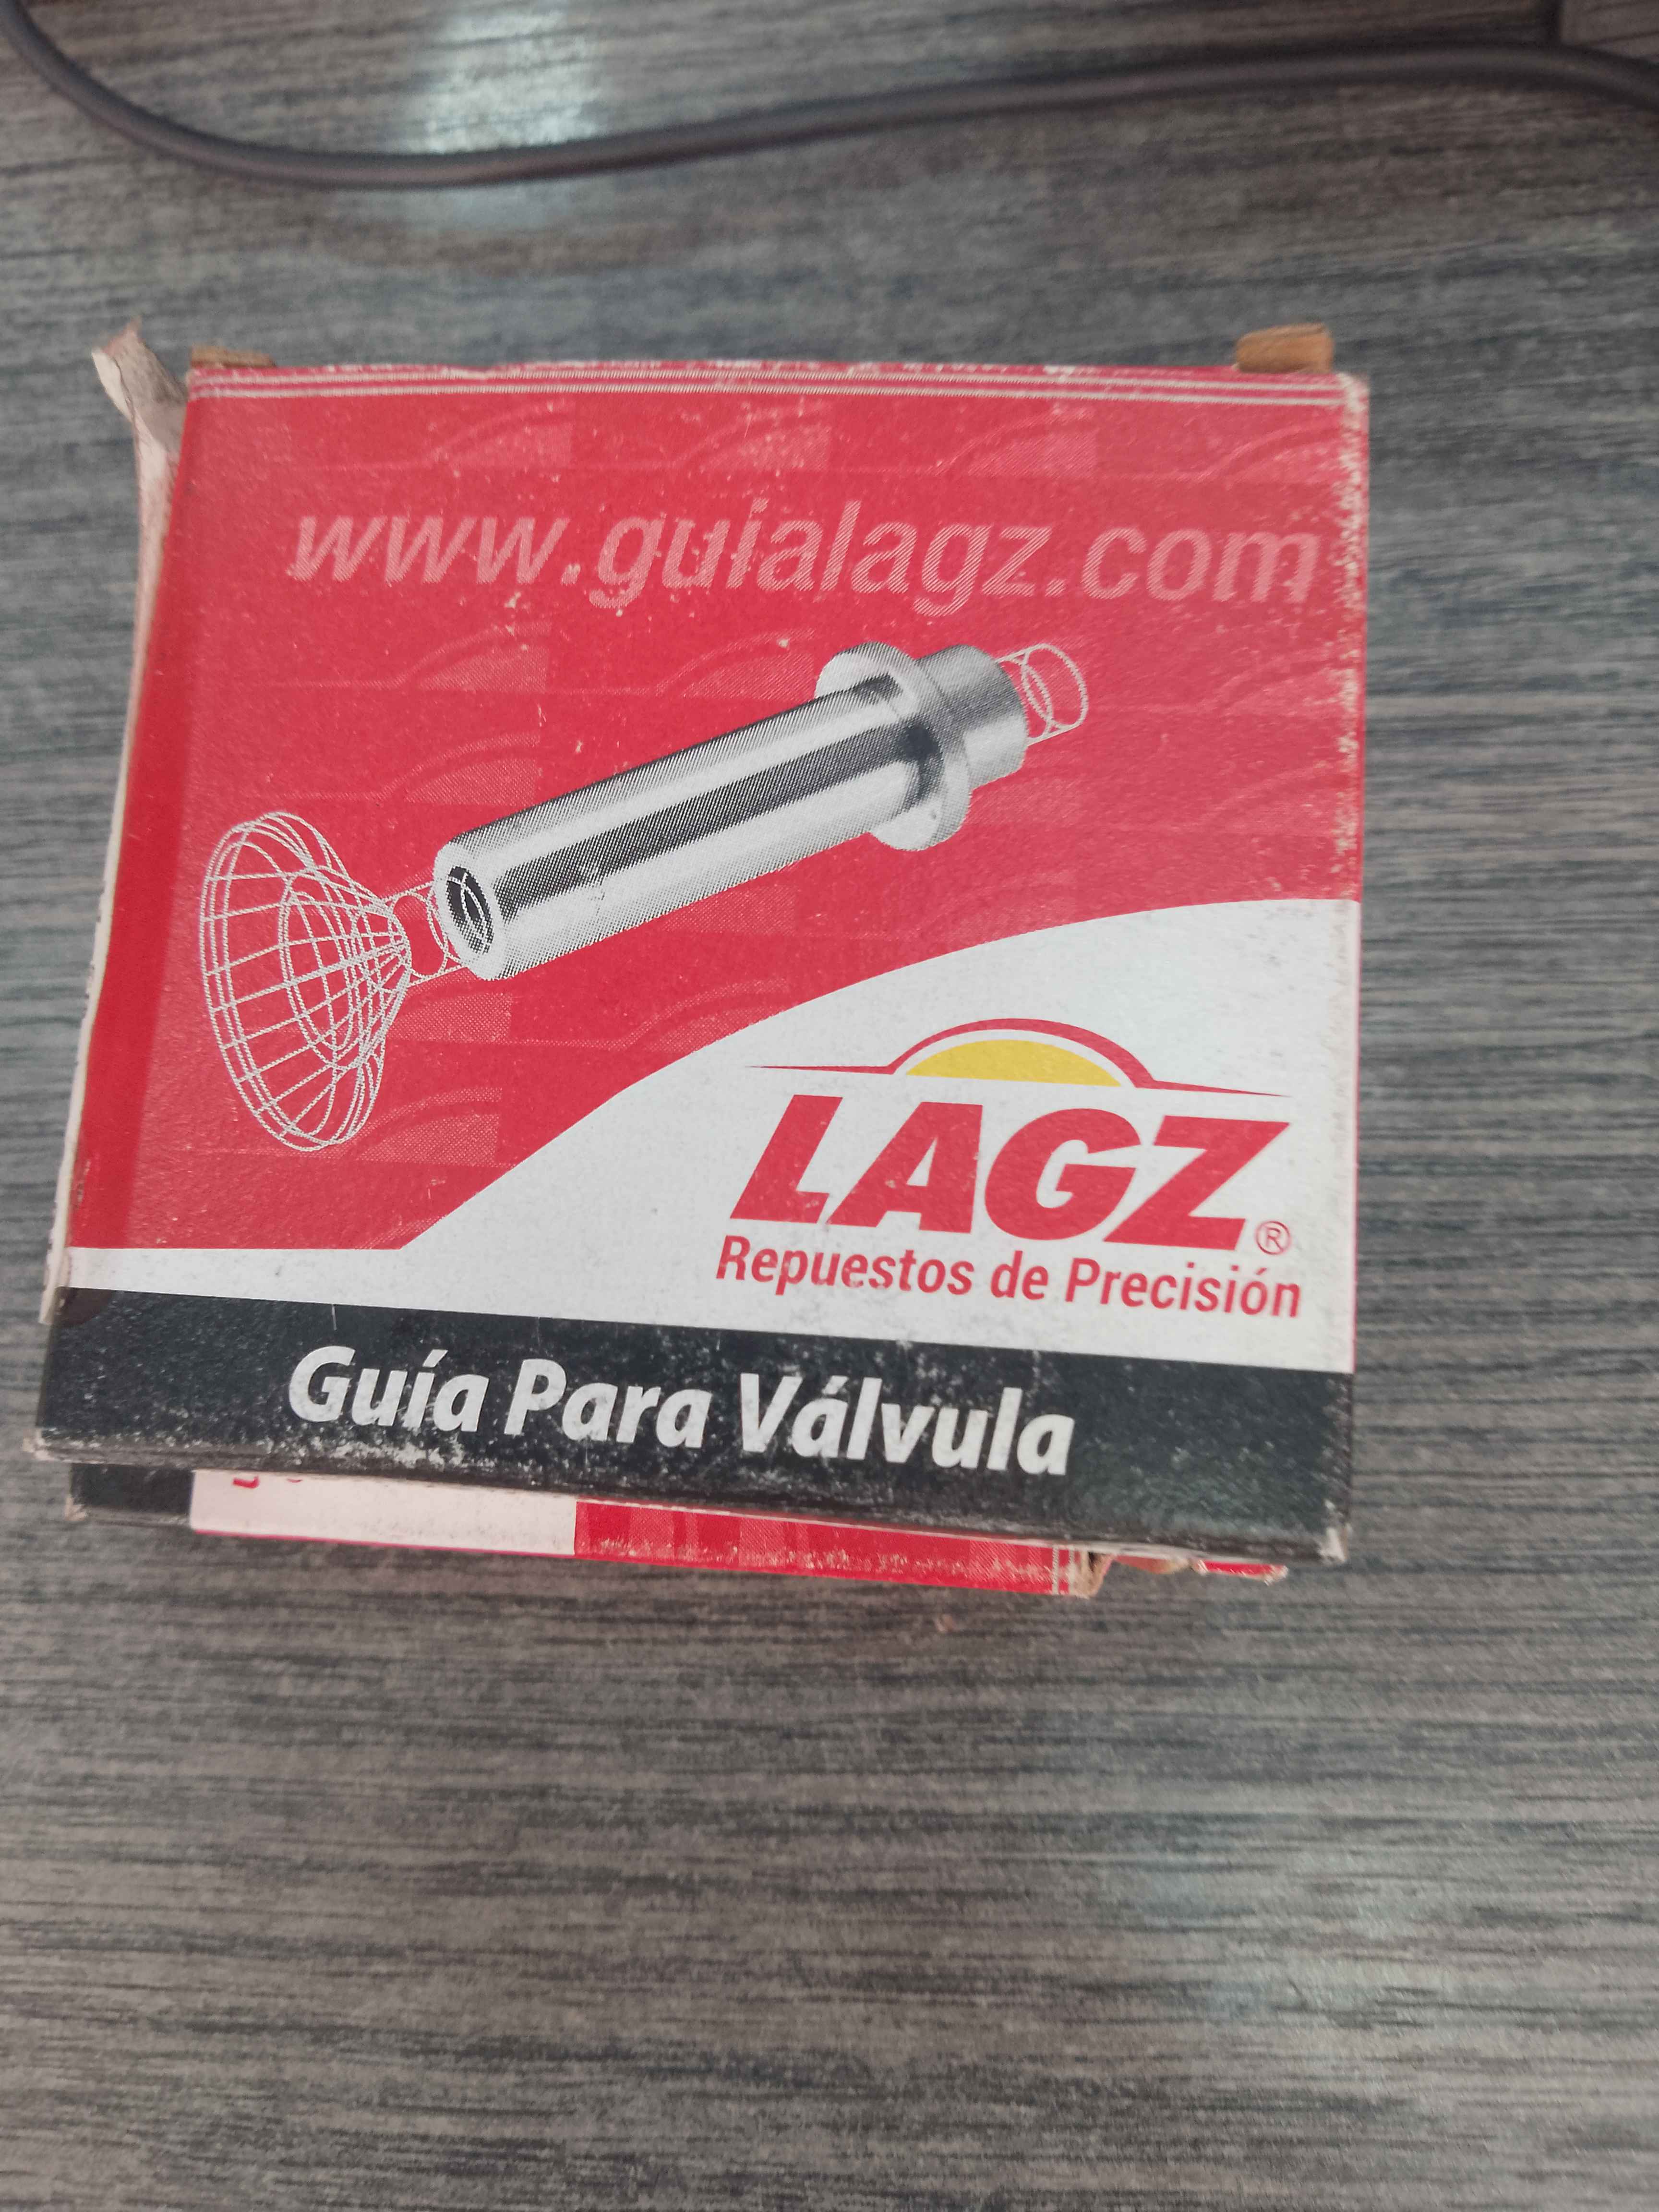 www.guialagz.com
LAGZ®
Repuestos de Precisión
Guía Para Válvula